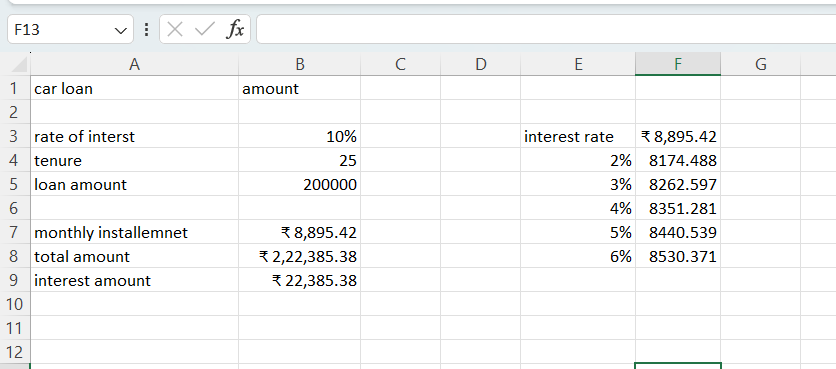 F13 fx
A B C D E F G
1 car loan amount
2
3 rate of interst 10% interest rate ₹ 8,895.42
4 tenure 25 2% 8174.488
5 loan amount 200000 3% 8262.597
6 4% 8351.281
7 monthly installemnet ₹ 8,895.42 5% 8440.539
8 total amount ₹ 2,22,385.38 6% 8530.371
9 interest amount ₹ 22,385.38
10
11
12